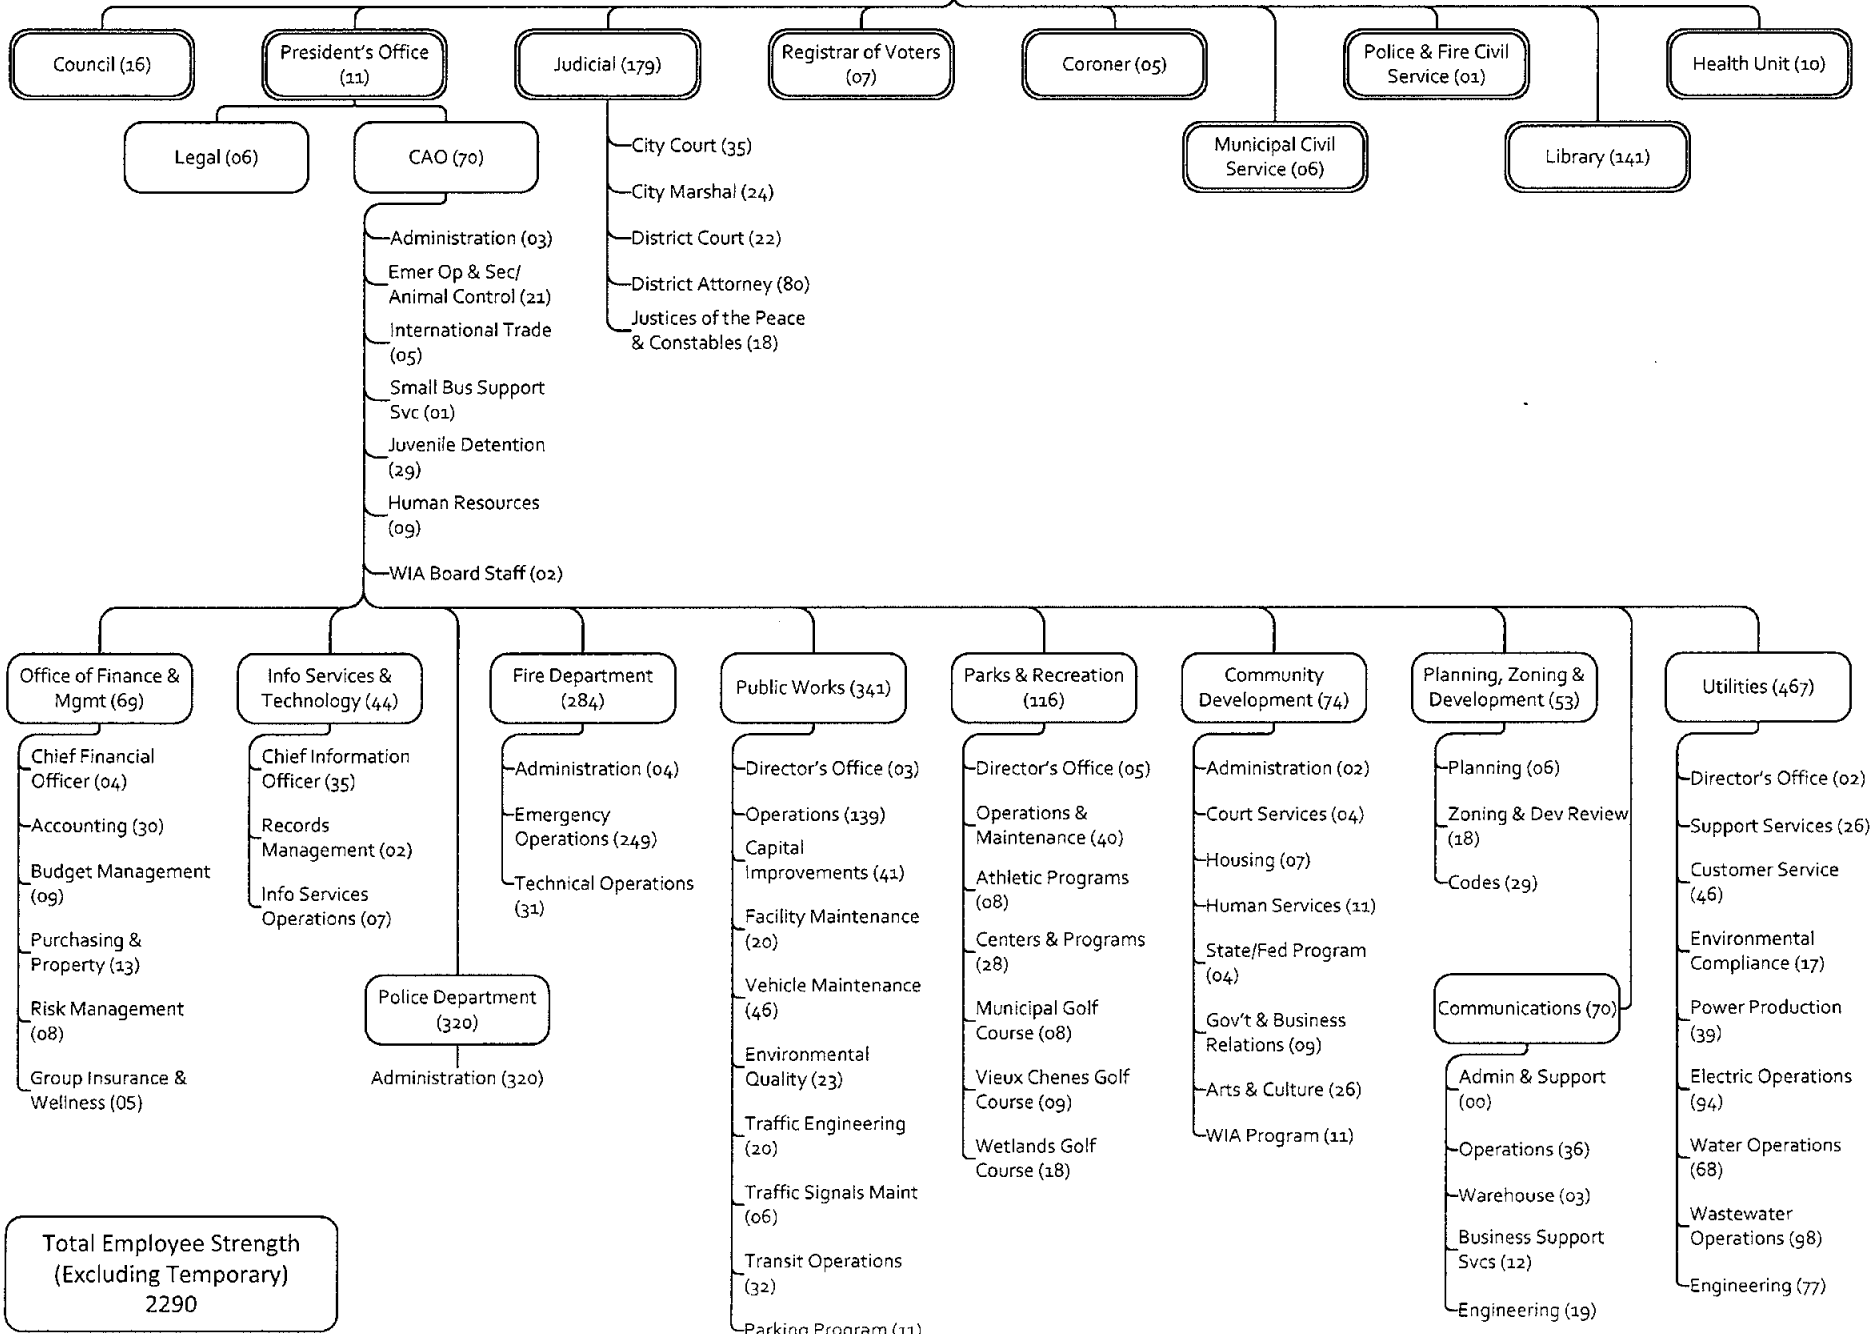 Council (16)
President's Office
(11)
Judicial (179)
Registrar of Voters
(07)
Coroner (05)
Police & Fire Civil
Service (01)
Health Unit (10)
Legal (06)
CAO (70)
Municipal Civil
Service (06)
Library (141)
City Court (35)
City Marshal (24)
District Court (22)
District Attorney (80)
Justices of the Peace
& Constables (18)
Administration (03)
Emer Op & Sec/
Animal Control (21)
International Trade
(05)
Small Bus Support
Svc (01)
Juvenile Detention
(29)
Human Resources
(09)
WIA Board Staff (02)
Office of Finance &
Mgmt (69)
Chief Financial
Officer (04)
Accounting (30)
Budget Management
(09)
Purchasing &
Property (13)
Risk Management
(08)
Group Insurance &
Wellness (05)
Info Services &
Technology (44)
Chief Information
Officer (35)
Records
Management (02)
Info Services
Operations (07)
Police Department
(320)
Administration (320)
Fire Department
(284)
Administration (04)
Emergency
Operations (249)
Technical Operations
(31)
Public Works (341)
Director's Office (03)
Operations (139)
Capital
Improvements (41)
Facility Maintenance
(20)
Vehicle Maintenance
(46)
Environmental
Quality (23)
Traffic Engineering
(20)
Traffic Signals Maint
(06)
Transit Operations
(32)
Parking Program (11)
Parks & Recreation
(116)
Director's Office (05)
Operations &
Maintenance (40)
Athletic Programs
(08)
Centers & Programs
(28)
Municipal Golf
Course (08)
Vieux Chenes Golf
Course (09)
Wetlands Golf
Course (18)
Community
Development (74)
Administration (02)
Court Services (04)
Housing (07)
Human Services (11)
State/Fed Program
(04)
Gov't & Business
Relations (09)
Arts & Culture (26)
WIA Program (11)
Planning, Zoning &
Development (53)
Planning (06)
Zoning & Dev Review
(18)
Codes (29)
Communications (70)
Admin & Support
(00)
Operations (36)
Warehouse (03)
Business Support
Svcs (12)
Engineering (19)
Utilities (467)
Director's Office (02)
Support Services (26)
Customer Service
(46)
Environmental
Compliance (17)
Power Production
(39)
Electric Operations
(94)
Water Operations
(68)
Wastewater
Operations (98)
Engineering (77)
Total Employee Strength
(Excluding Temporary)
2290